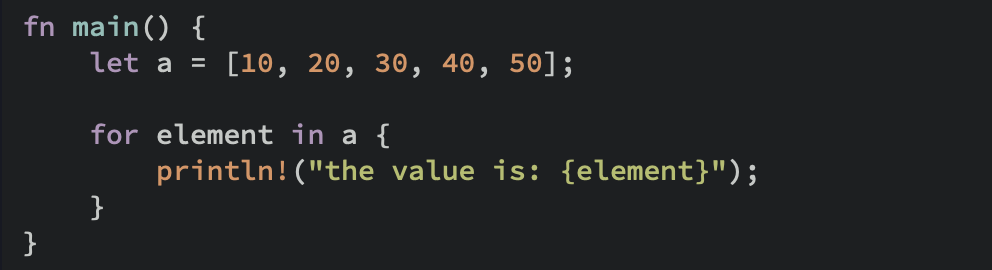 fn main() {
    let a = [10, 20, 30, 40, 50];

    for element in a {
        println!("the value is: {element}");
    }
}